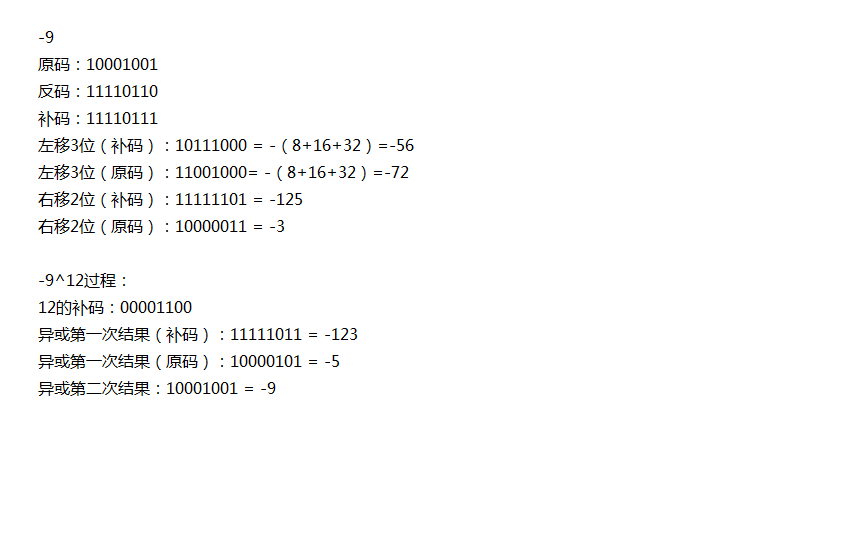 -9
原码：10001001
反码：11110110
补码：11110111
左移3位（补码）：10111000 = -（8+16+32）=-56
左移3位（原码）：11001000= -（8+16+32）=-72
右移2位（补码）：11111101 = -125
右移2位（原码）：10000011 = -3
-9^12过程：
12的补码：00001100
异或第一次结果（补码）：11111011 = -123
异或第一次结果（原码）：10000101 = -5
异或第二次结果：10001001 = -9